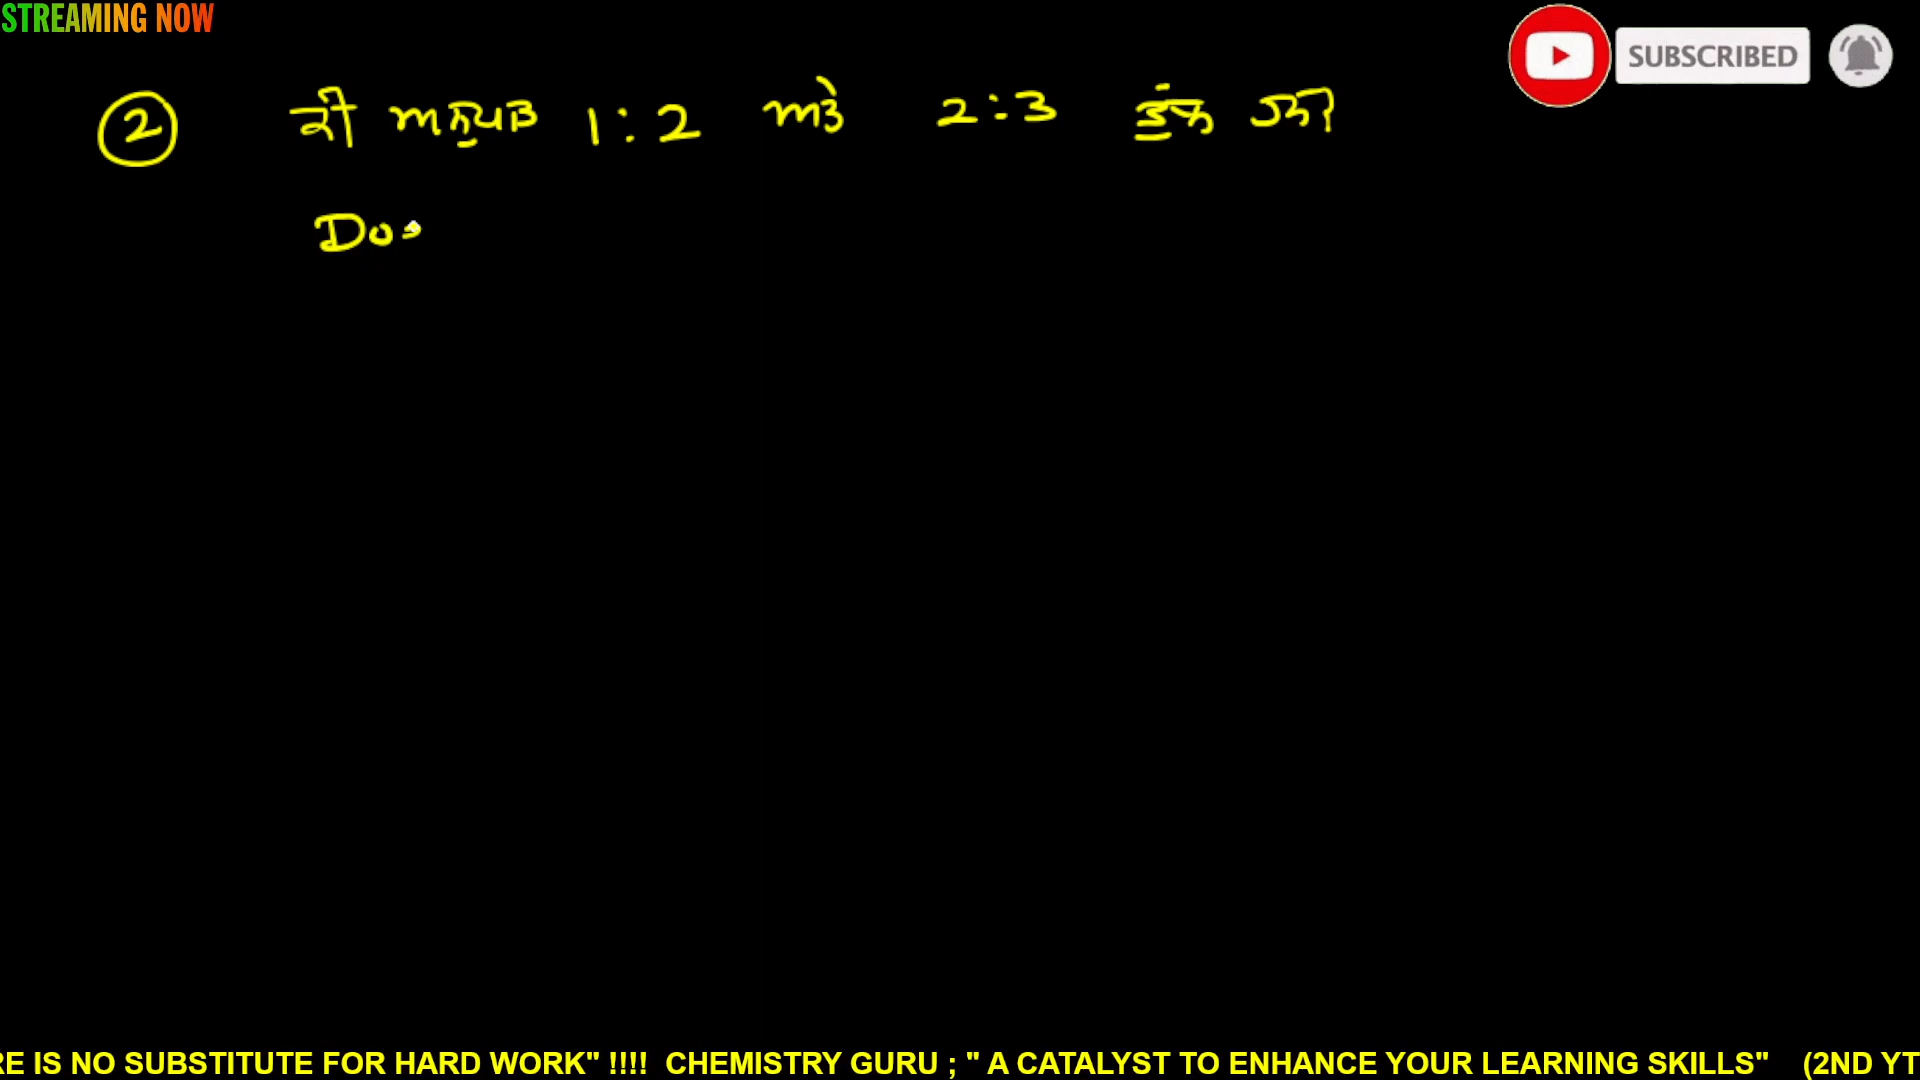 STREAMING NOW
SUBSCRIBED
② ਕੀ ਅਨੁਪਾਤ 1:2 ਅਤੇ 2:3 ਤੁੱਲ ਹਨ?
Do
RE IS NO SUBSTITUTE FOR HARD WORK" !!!! CHEMISTRY GURU ; " A CATALYST TO ENHANCE YOUR LEARNING SKILLS" (2ND YT